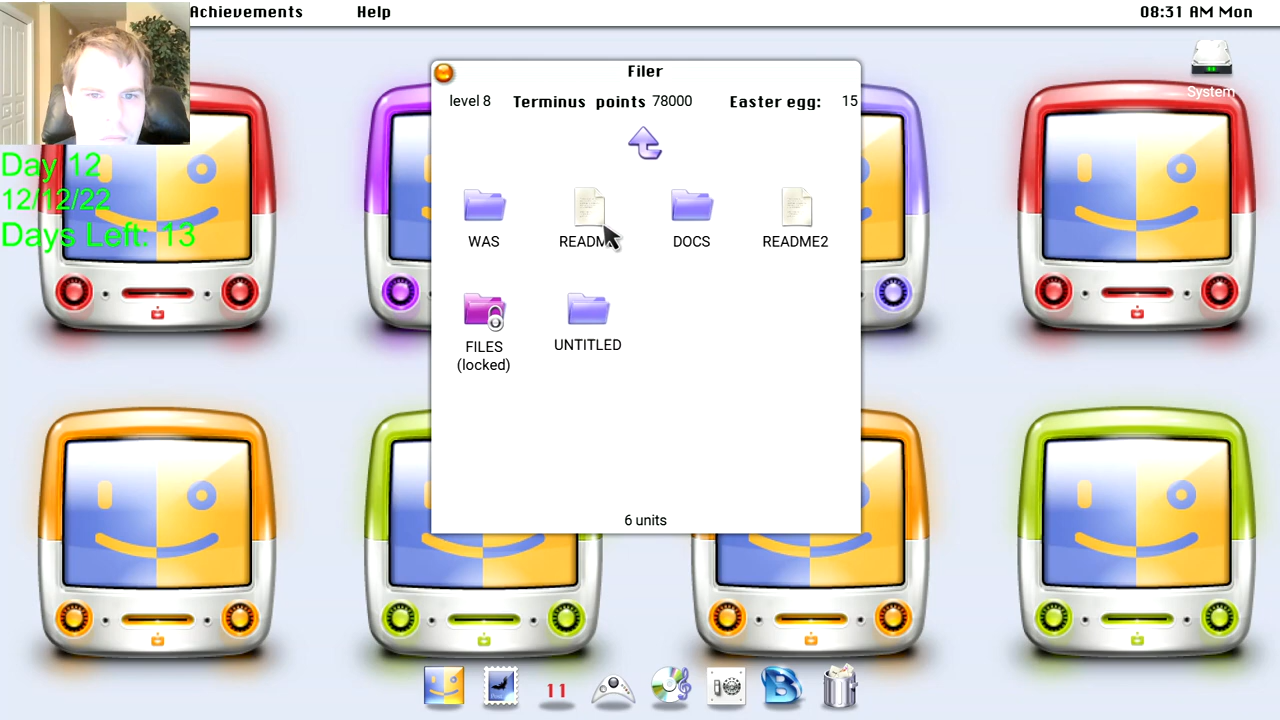 Achievements Help 08:31 AM Mon
Filer
level 8 Terminus points 78000 Easter egg: 15
System
Day 12
12/12/22
Days Left: 13
WAS DOCS README2
FILES UNTITLED
(locked)
6 units
11